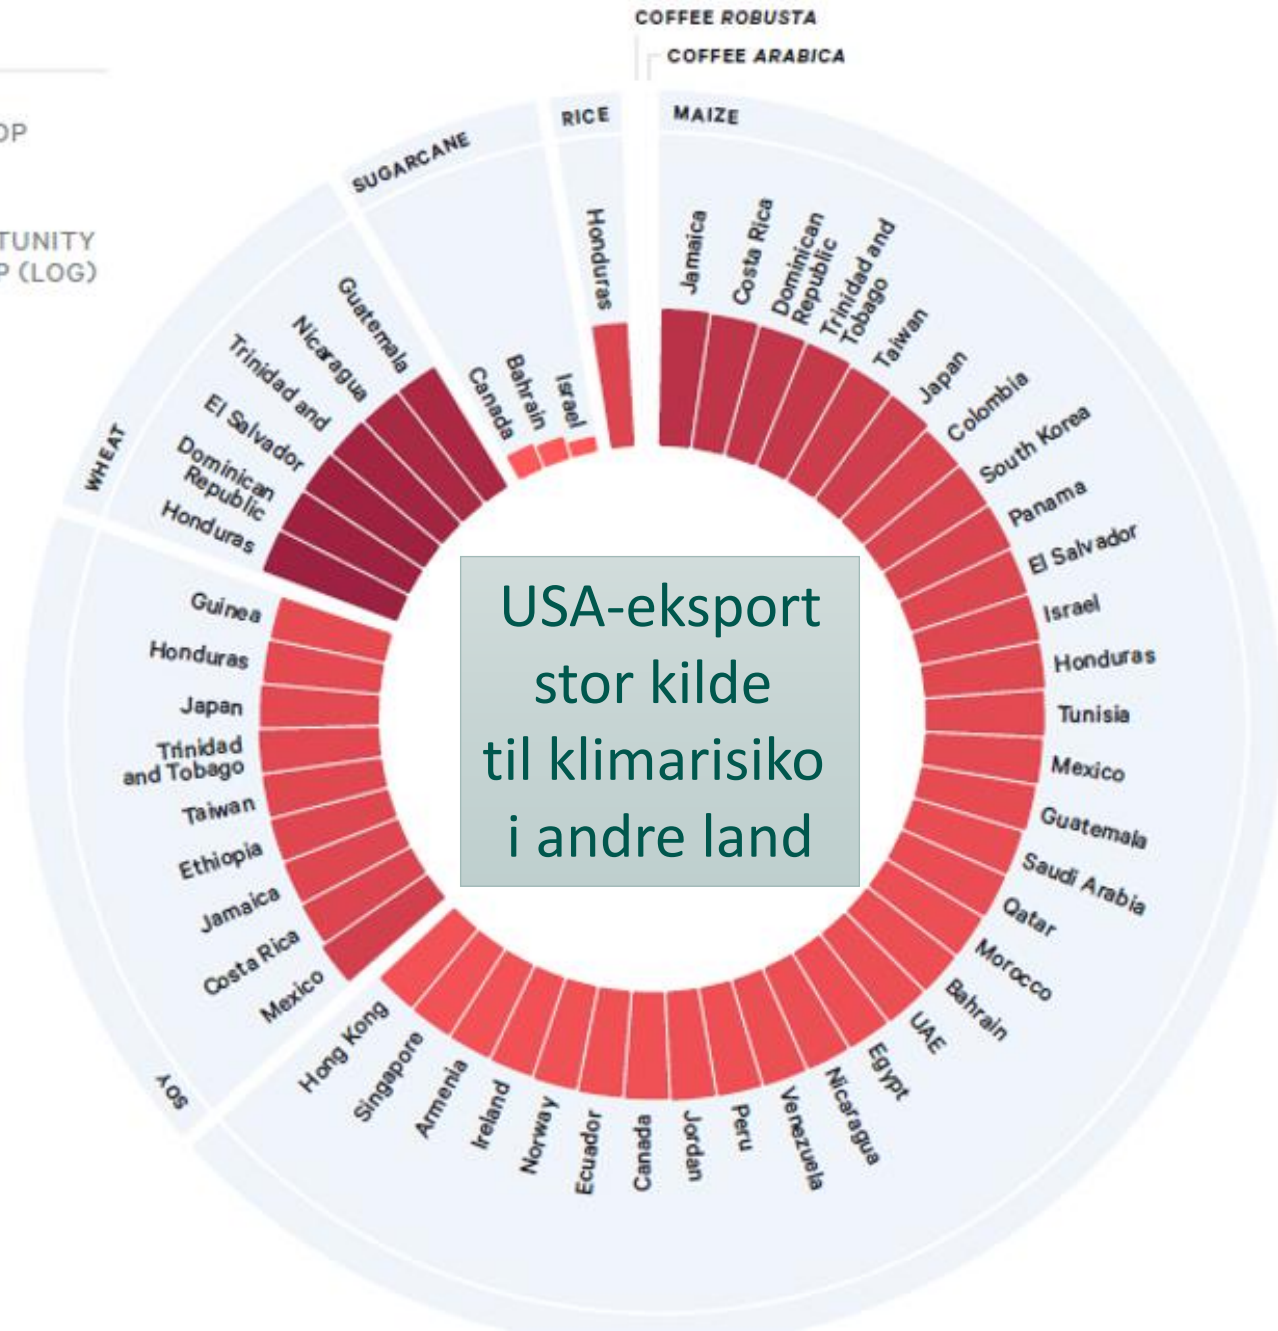 COFFEE ROBUSTA
COFFEE ARABICA
OP
TUNITY
P (LOG)
RICE
MAIZE
SUGARCANE
WHEAT
SOY
Honduras
Jamaica
Costa Rica
Dominican
Republic
Trinidad and
Tobago
Taiwan
Japan
Colombia
South Korea
Panama
El Salvador
Israel
Honduras
Tunisia
Mexico
Guatemala
Saudi Arabia
Qatar
Morocco
Bahrain
UAE
Egypt
Nicaragua
Venezuela
Peru
Jordan
Canada
Ecuador
Norway
Ireland
Armenia
Singapore
Hong Kong
Mexico
Costa Rica
Jamaica
Ethiopia
Taiwan
Trinidad
and Tobago
Japan
Honduras
Guinea
Honduras
Dominican
Republic
El Salvador
Trinidad and
Nicaragua
Guatemala
Canada
Bahrain
Israel
USA-eksport
stor kilde
til klimarisiko
i andre land